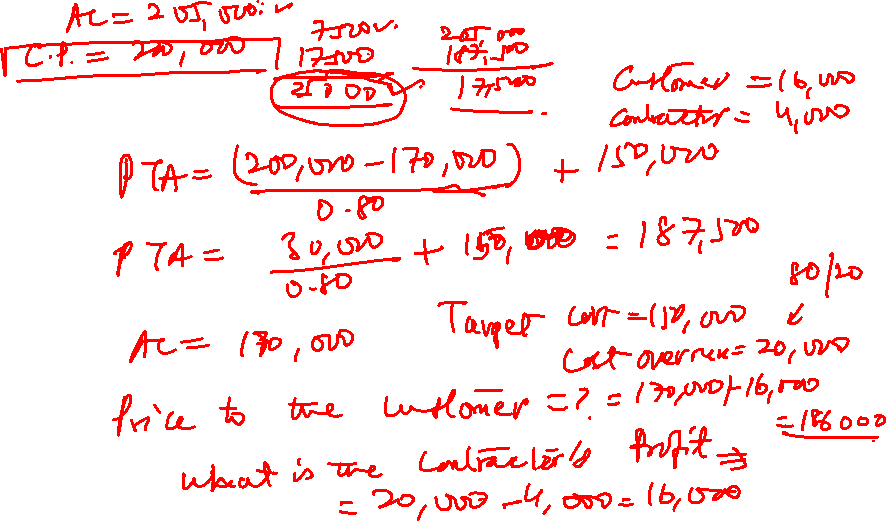 AC = 205,000
C.P. = 200,000
7500
17500
25000
205,000
187,500
17,500
Customer = 16,000
Contractor = 4,000
PTA = (200,000 - 170,000) + 150,000
0.80
PTA = 30,000 + 150,000 = 187,500
0.80
80/20
AC = 170,000
Target cost = 150,000
Cost overrun = 20,000
Price to the customer = ? = 170,000 + 16,000
= 186000
what is the contractor's profit ⇒
= 20,000 - 4,000 = 16,000